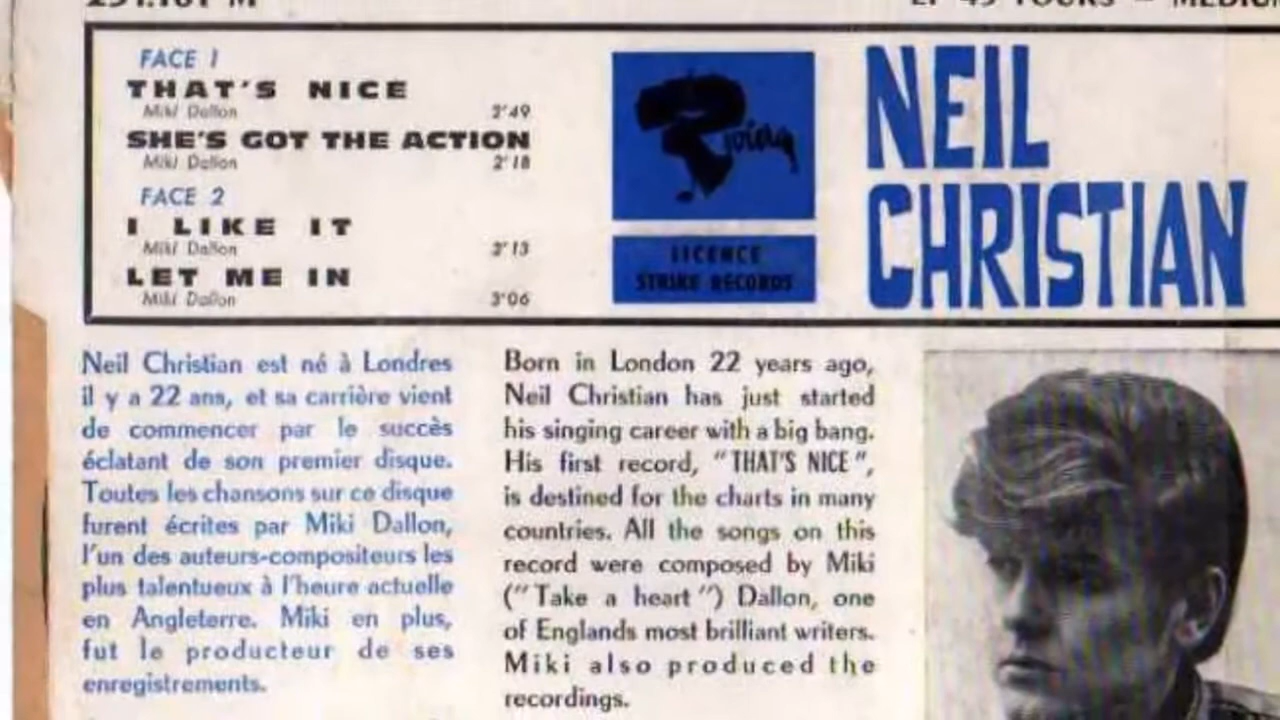 231.181 M
EP 45 TOURS - MEDIUM
FACE 1
THAT'S NICE
Miki Dallon 2'49
SHE'S GOT THE ACTION
Miki Dallon 2'18
FACE 2
I LIKE IT
Miki Dallon 2'13
LET ME IN
Miki Dallon 3'06
Riviera
LICENCE
STRIKE RECORDS
NEIL
CHRISTIAN
Neil Christian est né à Londres
il y a 22 ans, et sa carrière vient
de commencer par le succès
éclatant de son premier disque.
Toutes les chansons sur ce disque
furent écrites par Miki Dallon,
l'un des auteurs-compositeurs les
plus talentueux à l'heure actuelle
en Angleterre. Miki en plus,
fut le producteur de ses
enregistrements.
Born in London 22 years ago,
Neil Christian has just started
his singing career with a big bang.
His first record, "THAT'S NICE",
is destined for the charts in many
countries. All the songs on this
record were composed by Miki
("Take a heart") Dallon, one
of Englands most brilliant writers.
Miki also produced the
recordings.